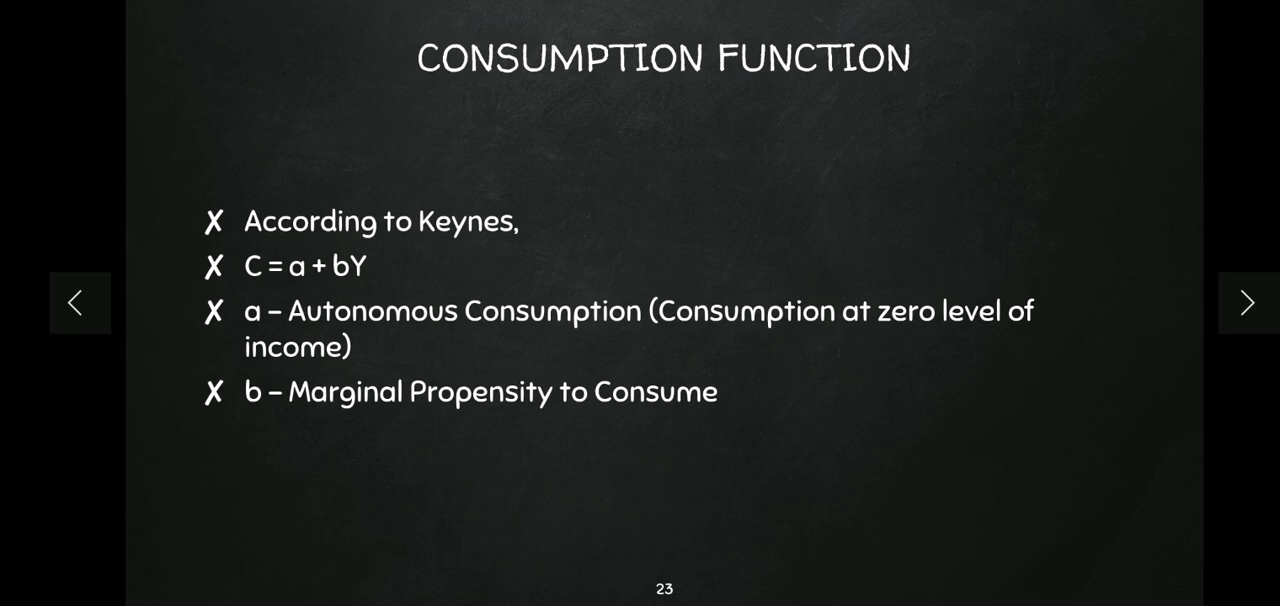 CONSUMPTION FUNCTION
✗ According to Keynes,
✗ C = a + bY
✗ a – Autonomous Consumption (Consumption at zero level of
income)
✗ b – Marginal Propensity to Consume
23